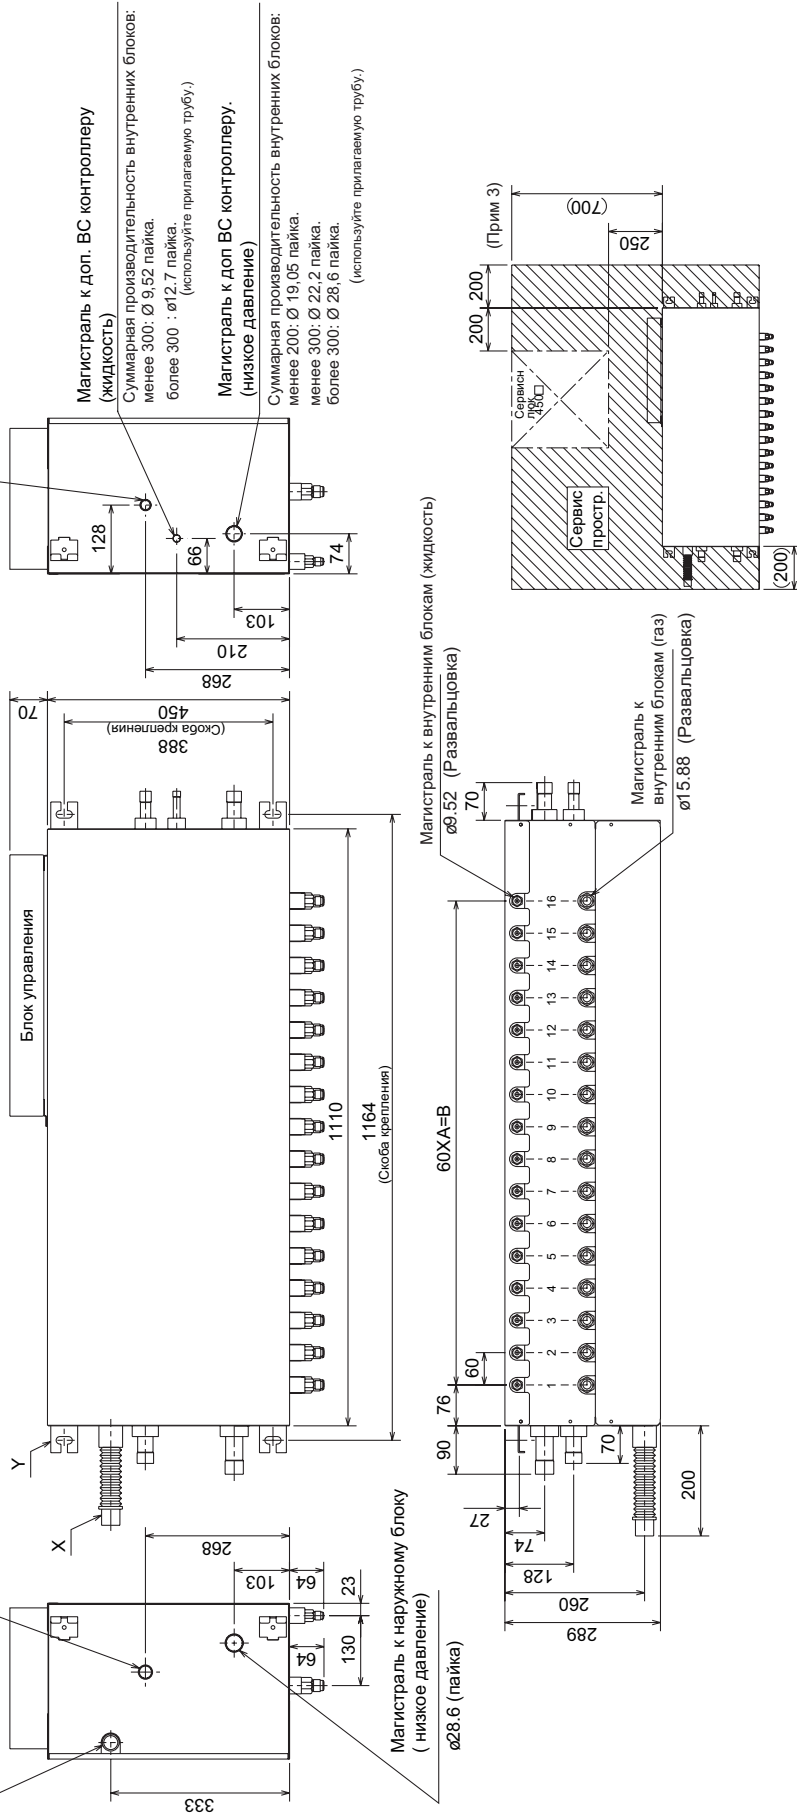 Магистраль к доп. ВС контроллеру
(жидкость)
Суммарная производительность внутренних блоков:
менее 300: Ø 9,52 пайка.
более 300 : ø12.7 пайка.
(используйте прилагаемую трубу.)
Магистраль к доп ВС контроллеру.
(низкое давление)
Суммарная производительность внутренних блоков:
менее 200: Ø 19,05 пайка.
менее 300: Ø 22,2 пайка.
более 300: Ø 28,6 пайка.
(используйте прилагаемую трубу.)
128
66
74
103
210
268
70
450
(Скоба крепления)
388
Блок управления
1110
1164
(Скоба крепления)
Y
X
268
103
64
23
64
130
333
Магистраль к наружному блоку
( низкое давление)
ø28.6 (пайка)
(Прим 3)
(700)
250
200
200
Сервисн
люк
450□
Сервис
простр.
(200)
Магистраль к внутренним блокам (жидкость)
ø9.52 (Развальцовка)
70
Магистраль к
внутренним блокам (газ)
ø15.88 (Развальцовка)
60XA=B
60
76
90
1 2 3 4 5 6 7 8 9 10 11 12 13 14 15 16
70
200
27
74
128
260
289